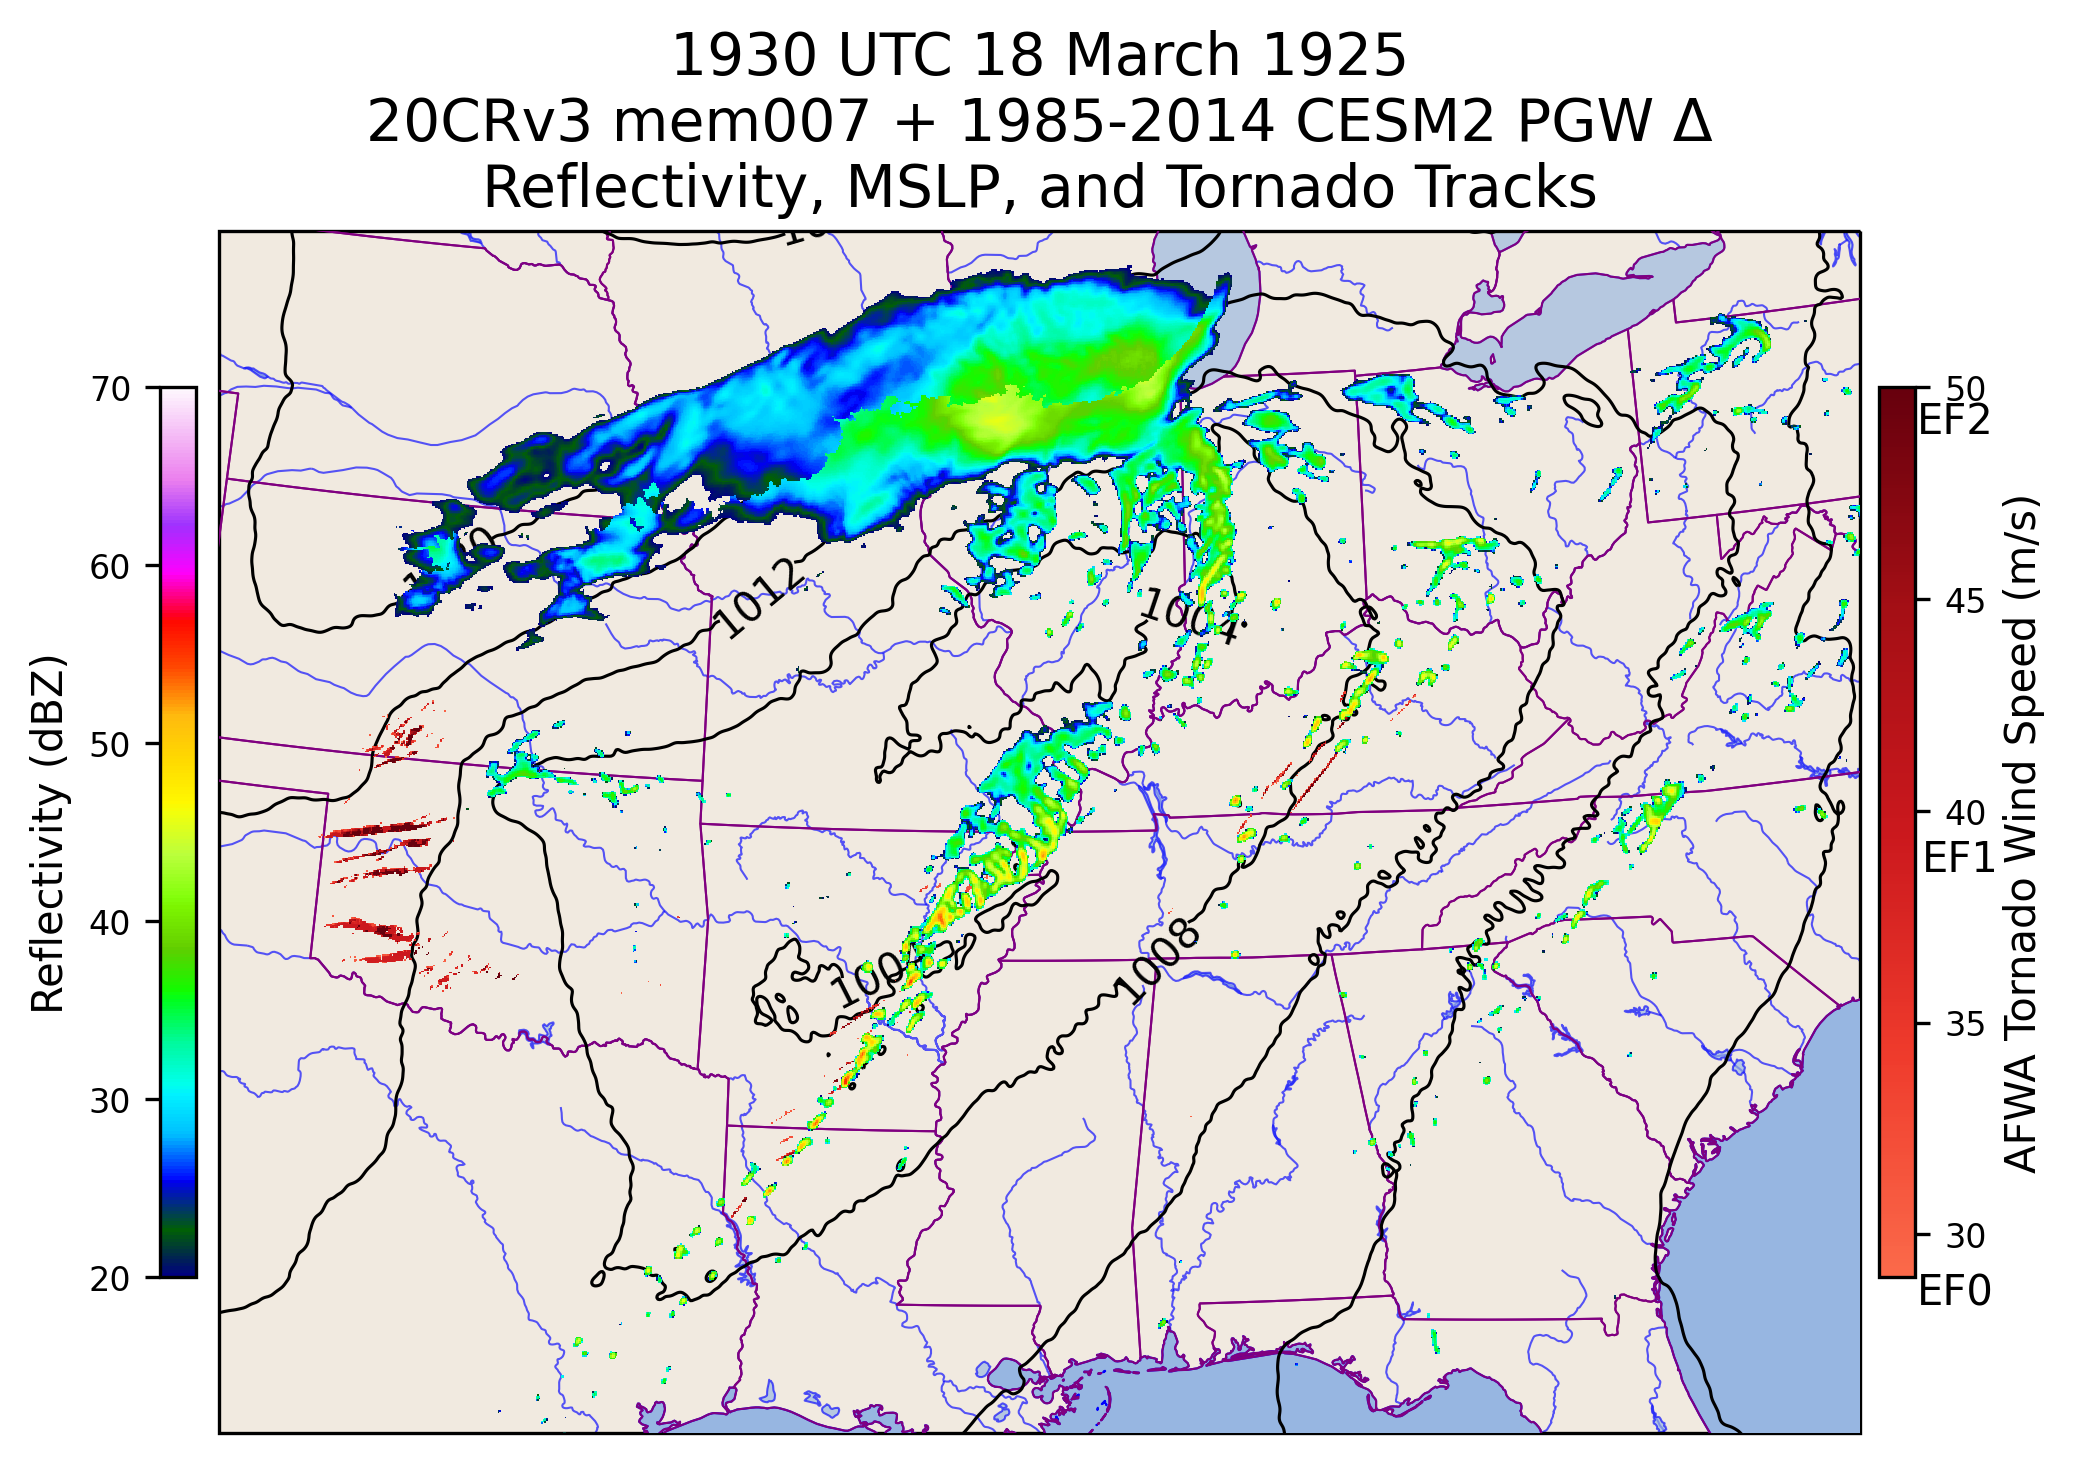 1930 UTC 18 March 1925
20CRv3 mem007 + 1985-2014 CESM2 PGW Δ
Reflectivity, MSLP, and Tornado Tracks
70
60
50
40
30
20
Reflectivity (dBZ)
1012
1004
1008
50
EF2
45
40
EF1
35
30
EF0
AFWA Tornado Wind Speed (m/s)